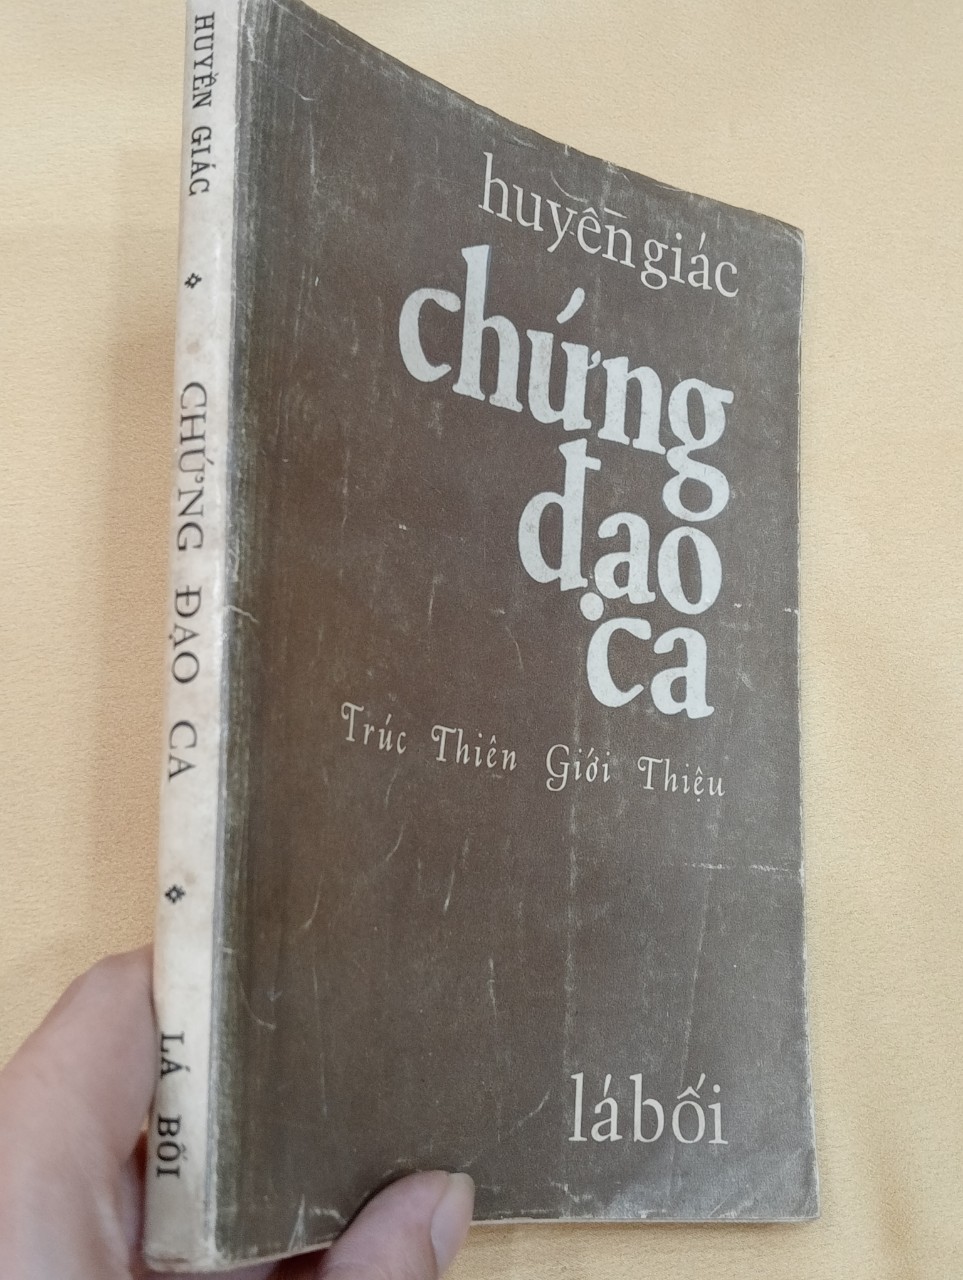 HUYỀN GIÁC * CHỨNG ĐẠO CA * LÁ BỐI
huyền giác
chứng
đạo
ca
Trúc Thiên Giới Thiệu
lá bối